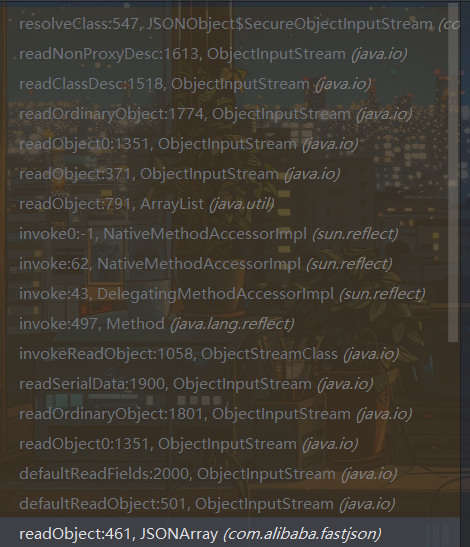 resolveClass:547, JSONObject$SecureObjectInputStream (co
readNonProxyDesc:1613, ObjectInputStream (java.io)
readClassDesc:1518, ObjectInputStream (java.io)
readOrdinaryObject:1774, ObjectInputStream (java.io)
readObject0:1351, ObjectInputStream (java.io)
readObject:371, ObjectInputStream (java.io)
readObject:791, ArrayList (java.util)
invoke0:-1, NativeMethodAccessorImpl (sun.reflect)
invoke:62, NativeMethodAccessorImpl (sun.reflect)
invoke:43, DelegatingMethodAccessorImpl (sun.reflect)
invoke:497, Method (java.lang.reflect)
invokeReadObject:1058, ObjectStreamClass (java.io)
readSerialData:1900, ObjectInputStream (java.io)
readOrdinaryObject:1801, ObjectInputStream (java.io)
readObject0:1351, ObjectInputStream (java.io)
defaultReadFields:2000, ObjectInputStream (java.io)
defaultReadObject:501, ObjectInputStream (java.io)
readObject:461, JSONArray (com.alibaba.fastjson)